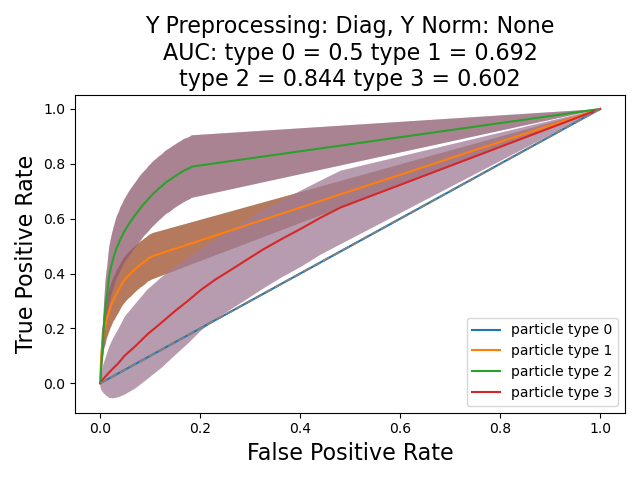 Y Preprocessing: Diag, Y Norm: None
AUC: type 0 = 0.5 type 1 = 0.692
type 2 = 0.844 type 3 = 0.602
True Positive Rate
1.0
0.8
0.6
0.4
0.2
0.0
particle type 0
particle type 1
particle type 2
particle type 3
0.0 0.2 0.4 0.6 0.8 1.0
False Positive Rate